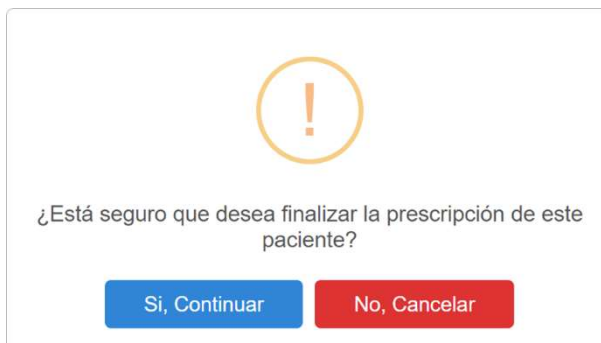 ¿Está seguro que desea finalizar la prescripción de este
paciente?
Si, Continuar
No, Cancelar